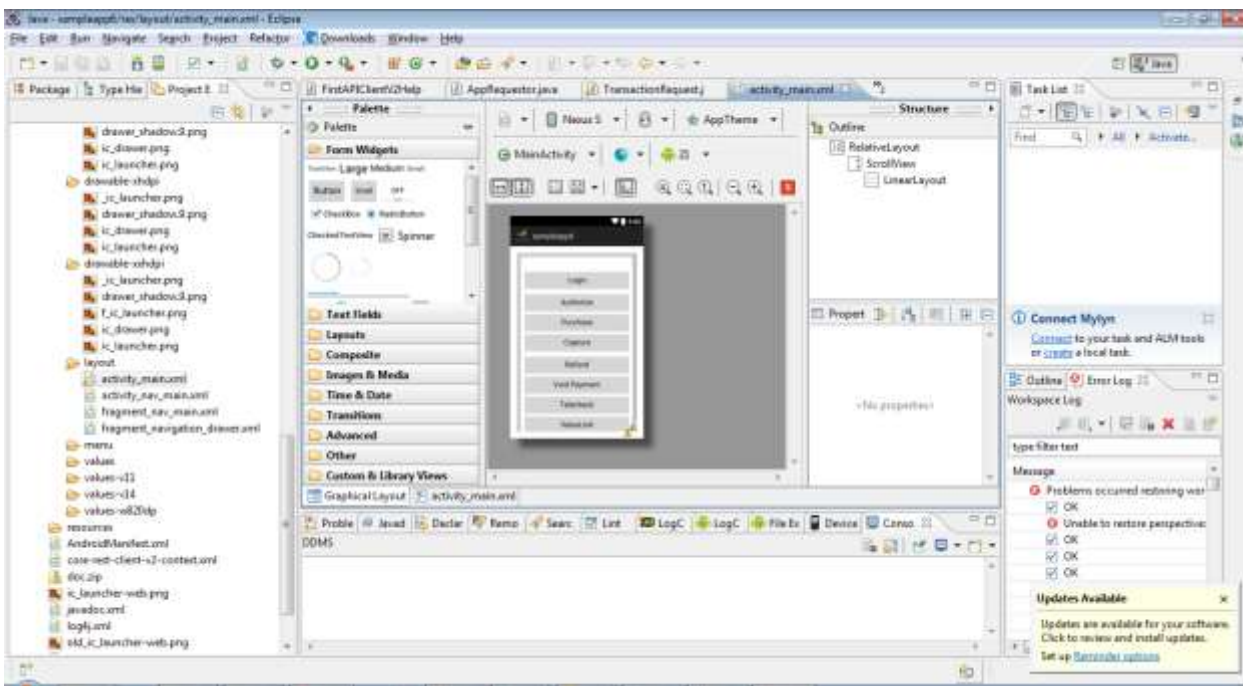 Java - sampleapp8/res/layout/activity_main.xml - Eclipse
File Edit Run Navigate Search Project Refactor Downloads Window Help
Java
Package Type Hie Project E
FirstAPIClientV2Help AppRequestor.java TransactionRequest.j activity_main.xml
Task List
drawer_shadow.9.png
ic_drawer.png
ic_launcher.png
drawable-xhdpi
_ic_launcher.png
drawer_shadow.9.png
ic_drawer.png
ic_launcher.png
drawable-xxhdpi
_ic_launcher.png
drawer_shadow.9.png
f_ic_launcher.png
ic_drawer.png
ic_launcher.png
layout
activity_main.xml
activity_nav_main.xml
fragment_nav_main.xml
fragment_navigation_drawer.xml
menu
values
values-v11
values-v14
values-w820dp
resources
AndroidManifest.xml
core-rest-client-v2-context.xml
doc.zip
ic_launcher-web.png
javadoc.xml
log4j.xml
old_ic_launcher-web.png
Palette
Palette
Form Widgets
Large Medium Small
Button Small OFF
CheckBox RadioButton
CheckedTextView Spinner
Text Fields
Layouts
Composite
Images & Media
Time & Date
Transitions
Advanced
Other
Custom & Library Views
Graphical Layout activity_main.xml
Nexus 5 AppTheme
MainActivity
Login
Authorize
Purchase
Capture
Refund
Void Payment
Telecheck
Structure
Outline
RelativeLayout
ScrollView
LinearLayout
Propert
<No properties>
Find All Activate...
Connect Mylyn
Connect to your task and ALM tools
or create a local task.
Outline Error Log
Workspace Log
type filter text
Message
Problems occurred restoring wor
OK
Unable to restore perspective:
OK
OK
OK
Proble Javad Declar Remo Searc Lint LogC LogC File Ex Device Conso
DDMS
Updates Available
Updates are available for your software.
Click to review and install updates.
Set up Reminder options